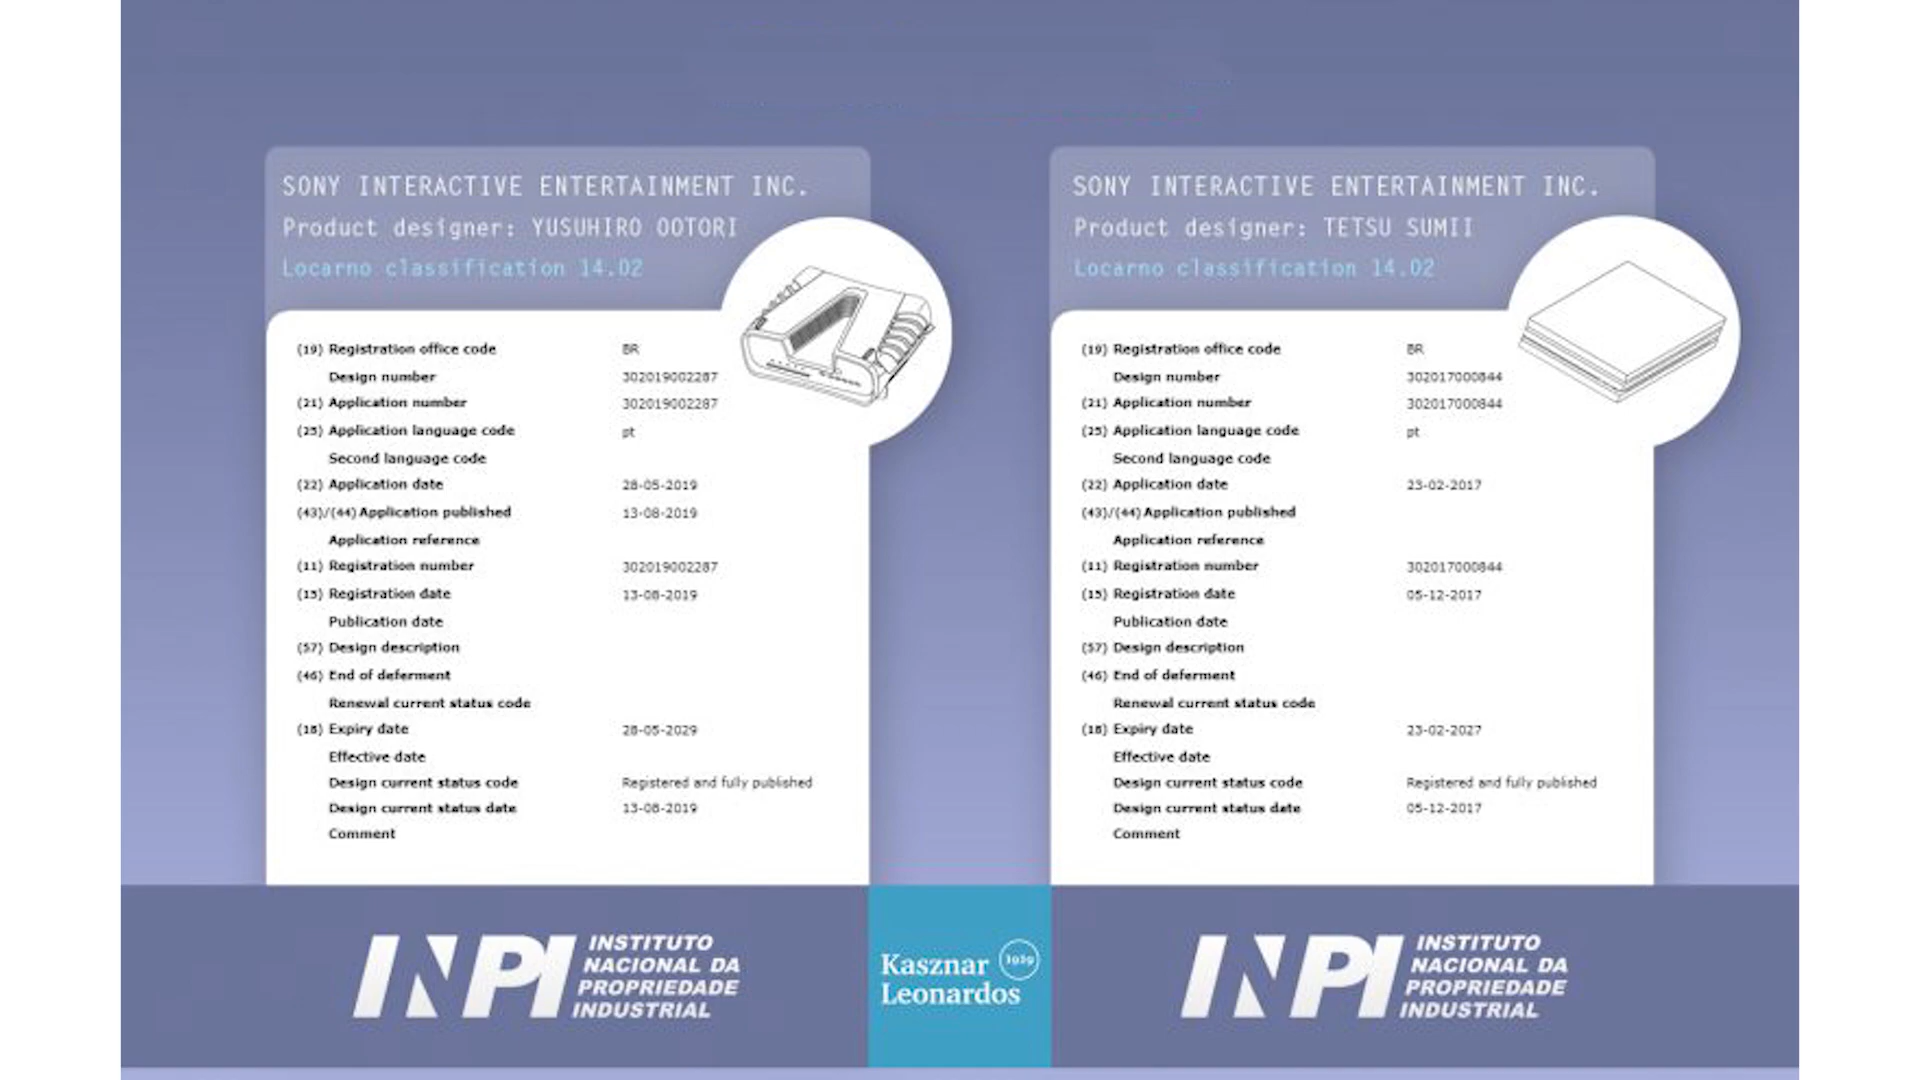 SONY INTERACTIVE ENTERTAINMENT INC.
Product designer: YUSUHIRO OOTORI
Locarno classification 14.02
(19) Registration office code BR
Design number 302019002287
(21) Application number 302019002287
(25) Application language code pt
Second language code
(22) Application date 28-05-2019
(43)/(44) Application published 13-08-2019
Application reference
(11) Registration number 302019002287
(15) Registration date 13-08-2019
Publication date
(57) Design description
(46) End of deferment
Renewal current status code
(18) Expiry date 28-05-2029
Effective date
Design current status code Registered and fully published
Design current status date 13-08-2019
Comment
SONY INTERACTIVE ENTERTAINMENT INC.
Product designer: TETSU SUMII
Locarno classification 14.02
(19) Registration office code BR
Design number 302017000844
(21) Application number 302017000844
(25) Application language code pt
Second language code
(22) Application date 23-02-2017
(43)/(44) Application published
Application reference
(11) Registration number 302017000844
(15) Registration date 05-12-2017
Publication date
(57) Design description
(46) End of deferment
Renewal current status code
(18) Expiry date 23-02-2027
Effective date
Design current status code Registered and fully published
Design current status date 05-12-2017
Comment
INPI
INSTITUTO
NACIONAL DA
PROPRIEDADE
INDUSTRIAL
Kasznar 1919
Leonardos
INPI
INSTITUTO
NACIONAL DA
PROPRIEDADE
INDUSTRIAL